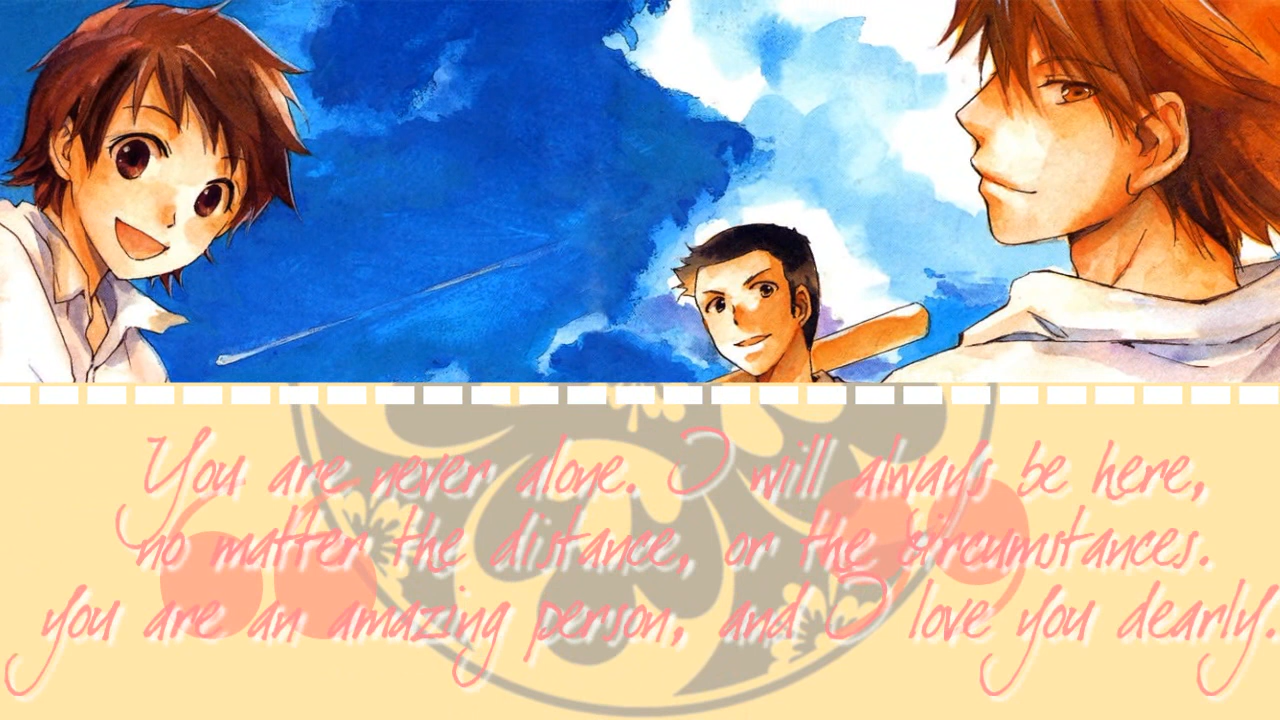 You are never alone. I will always be here,
no matter the distance, or the circumstances.
you are an amazing person, and I love you dearly.